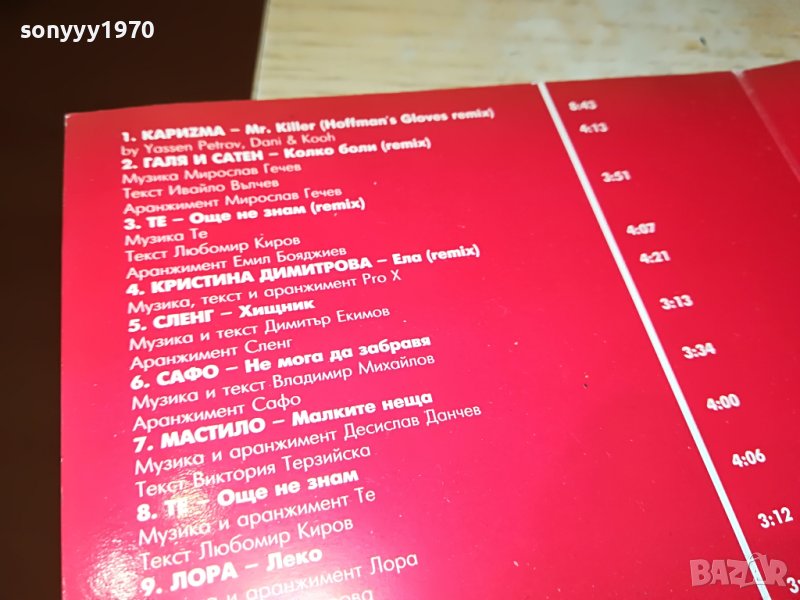 sonyyy1970
1. КАРИZMA – Mr. Killer (Hoffman's Gloves remix)
by Yassen Petrov, Dani & Kooh
2. ГАЛЯ И САТЕН – Колко боли (remix)
Музика Мирослав Гечев
Текст Ивайло Вълчев
Аранжимент Мирослав Гечев
3. ТЕ – Още не знам (remix)
Музика Те
Текст Любомир Киров
Аранжимент Емил Бояджиев
4. КРИСТИНА ДИМИТРОВА – Ела (remix)
Музика, текст и аранжимент Pro X
5. СЛЕНГ – Хищник
Музика и текст Димитър Екимов
Аранжимент Сленг
6. САФО – Не мога да забравя
Музика и текст Владимир Михайлов
Аранжимент Сафо
7. МАСТИЛО – Малките неща
Музика и аранжимент Десислав Данчев
Текст Виктория Терзийска
8. ТЕ – Още не знам
Музика и аранжимент Те
Текст Любомир Киров
9. ЛОРА – Леко
и аранжимент Лора
5:43
4:13
3:51
4:07
4:21
3:13
3:34
4:00
4:06
3:12
3:
BAZAR